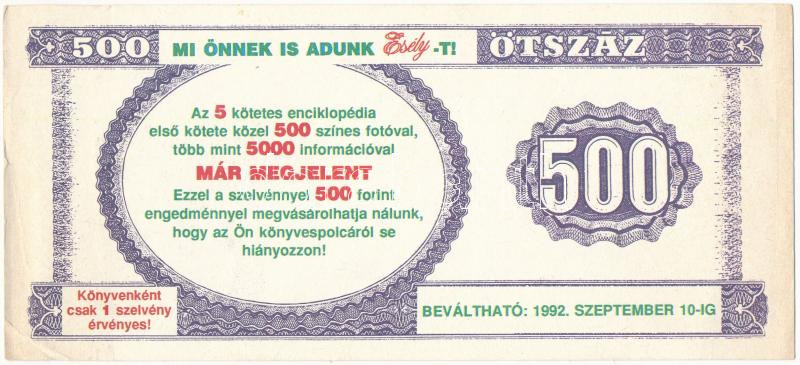 500 MI ÖNNEK IS ADUNK Esély -T! ÖTSZÁZ
Az 5 kötetes enciklopédia
első kötete közel 500 színes fotóval,
több mint 5000 információval
MÁR MEGJELENT
Ezzel a szelvénnyel 500 forint
engedménnyel megvásárolhatja nálunk,
hogy az Ön könyvespolcáról se
hiányozzon!
500
Könyvenként
csak 1 szelvény
érvényes!
BEVÁLTHATÓ: 1992. SZEPTEMBER 10-IG